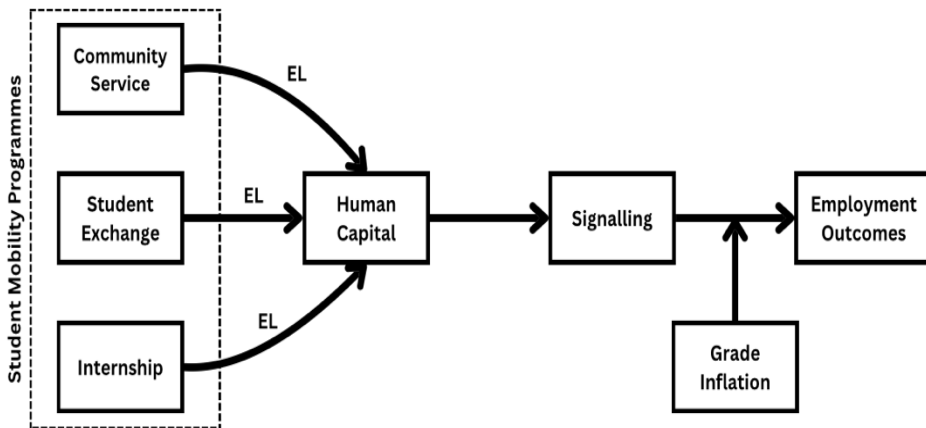 Student Mobility Programmes
Community
Service
EL
Student
Exchange
EL
Human
Capital
Signalling
Employment
Outcomes
Internship
EL
Grade
Inflation